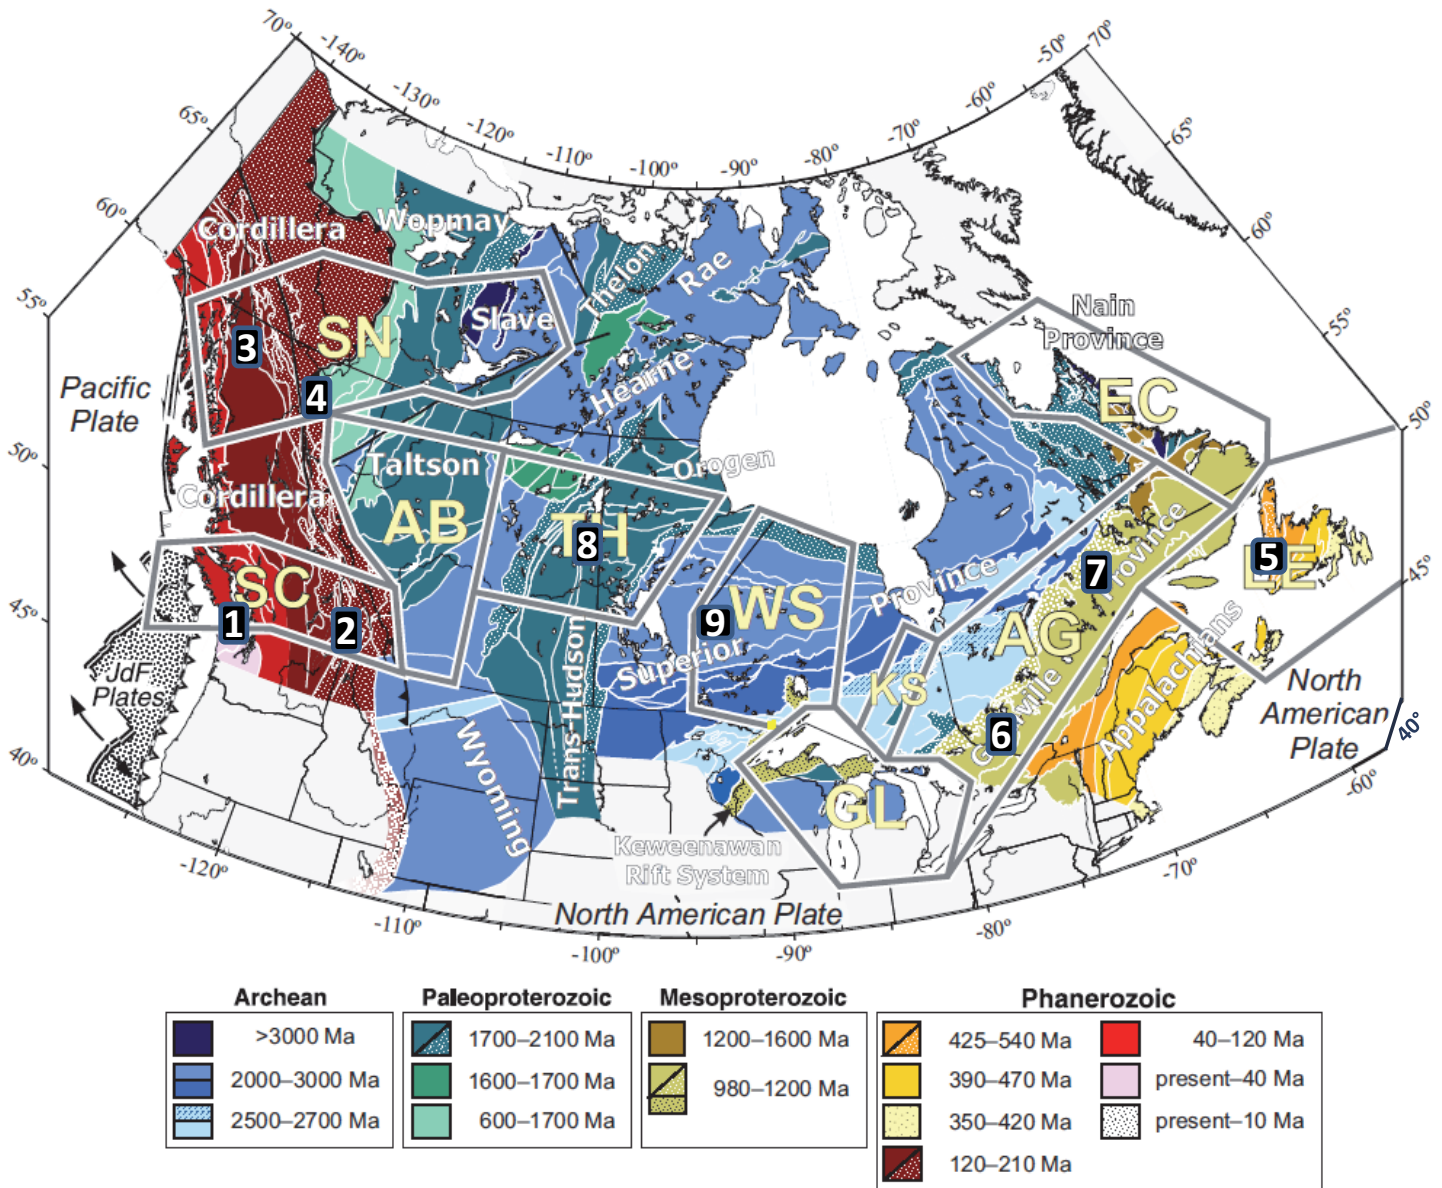 70°
-140°
-130°
-120°
-110°
-100°
-90°
-80°
-70°
-60°
-50°
70°
65°
65°
60°
60°
55°
55°
50°
50°
45°
45°
40°
40°
Cordillera
Wopmay
Thelon
Rae
Slave
Hearne
Nain
Province
3
SN
4
EC
Pacific
Plate
Taltson
AB
Orogen
Cordillera
TH
8
Province
7
LE
5
SC
1
2
WS
9
Province
AG
Superior
KS
Grenville
6
Appalachians
JdF
Plates
Trans-Hudson
Wyoming
GL
Keweenawan
Rift System
North
American
Plate
North American Plate
-120°
-110°
-100°
-90°
-80°
-70°
-60°
Archean
>3000 Ma
2000–3000 Ma
2500–2700 Ma
Paleoproterozoic
1700–2100 Ma
1600–1700 Ma
600–1700 Ma
Mesoproterozoic
1200–1600 Ma
980–1200 Ma
Phanerozoic
425–540 Ma
390–470 Ma
350–420 Ma
120–210 Ma
40–120 Ma
present–40 Ma
present–10 Ma